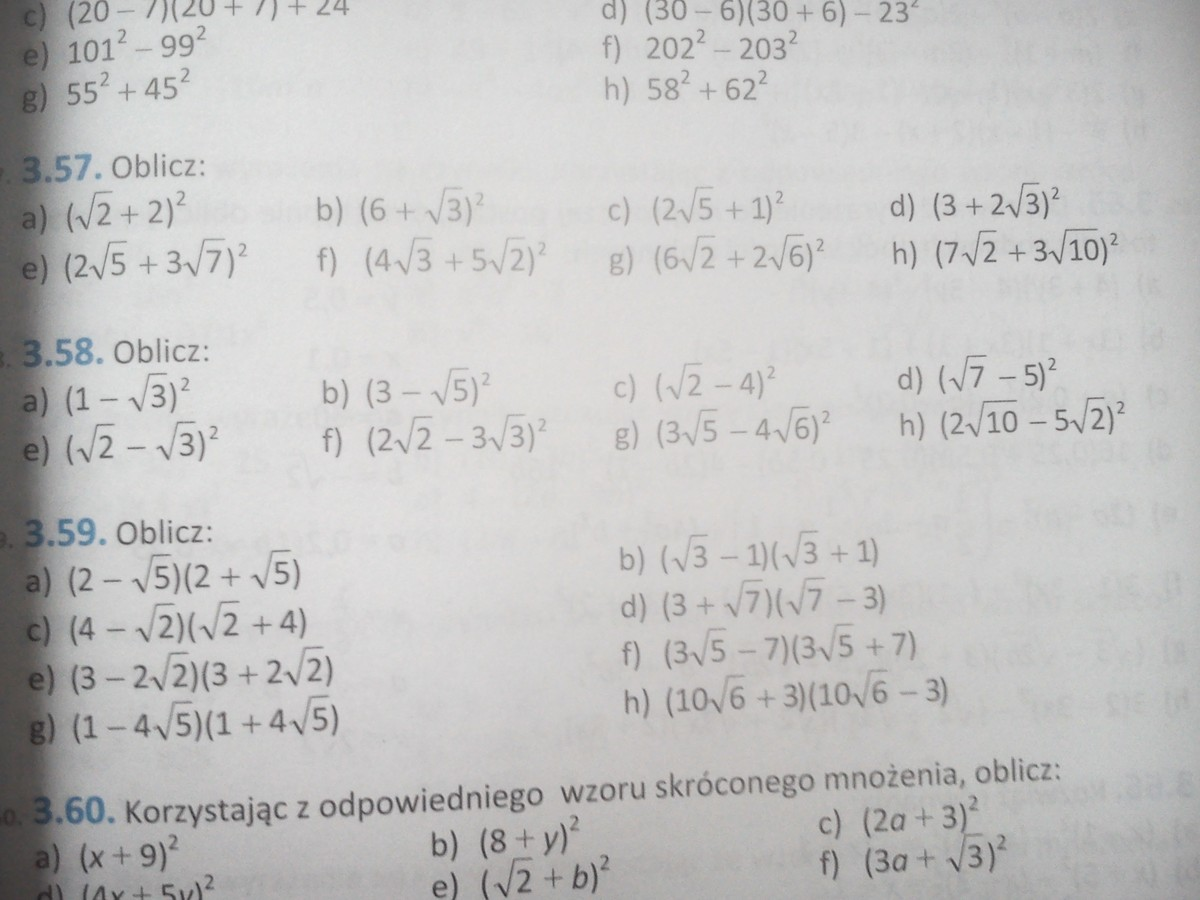 c) (20 – 7)(20 + 7) + 24 d) (30 – 6)(30 + 6) – 23²
e) 101² – 99² f) 202² – 203²
g) 55² + 45² h) 58² + 62²
3.57. Oblicz:
a) (√2 + 2)² b) (6 + √3)² c) (2√5 + 1)² d) (3 + 2√3)²
e) (2√5 + 3√7)² f) (4√3 + 5√2)² g) (6√2 + 2√6)² h) (7√2 + 3√10)²
3.58. Oblicz:
a) (1 – √3)² b) (3 – √5)² c) (√2 – 4)² d) (√7 – 5)²
e) (√2 – √3)² f) (2√2 – 3√3)² g) (3√5 – 4√6)² h) (2√10 – 5√2)²
3.59. Oblicz:
a) (2 – √5)(2 + √5) b) (√3 – 1)(√3 + 1)
c) (4 – √2)(√2 + 4) d) (3 + √7)(√7 – 3)
e) (3 – 2√2)(3 + 2√2) f) (3√5 – 7)(3√5 + 7)
g) (1 – 4√5)(1 + 4√5) h) (10√6 + 3)(10√6 – 3)
3.60. Korzystając z odpowiedniego wzoru skróconego mnożenia, oblicz:
a) (x + 9)² b) (8 + y)² c) (2a + 3)²
d) (4x + 5y)² e) (√2 + b)² f) (3a + √3)²